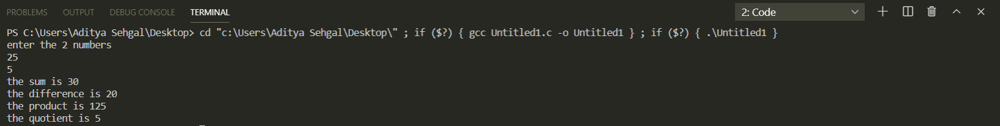 PROBLEMS OUTPUT DEBUG CONSOLE TERMINAL 2: Code
PS C:\Users\Aditya Sehgal\Desktop> cd "c:\Users\Aditya Sehgal\Desktop\" ; if ($?) { gcc Untitled1.c -o Untitled1 } ; if ($?) { .\Untitled1 }
enter the 2 numbers
25
5
the sum is 30
the difference is 20
the product is 125
the quotient is 5